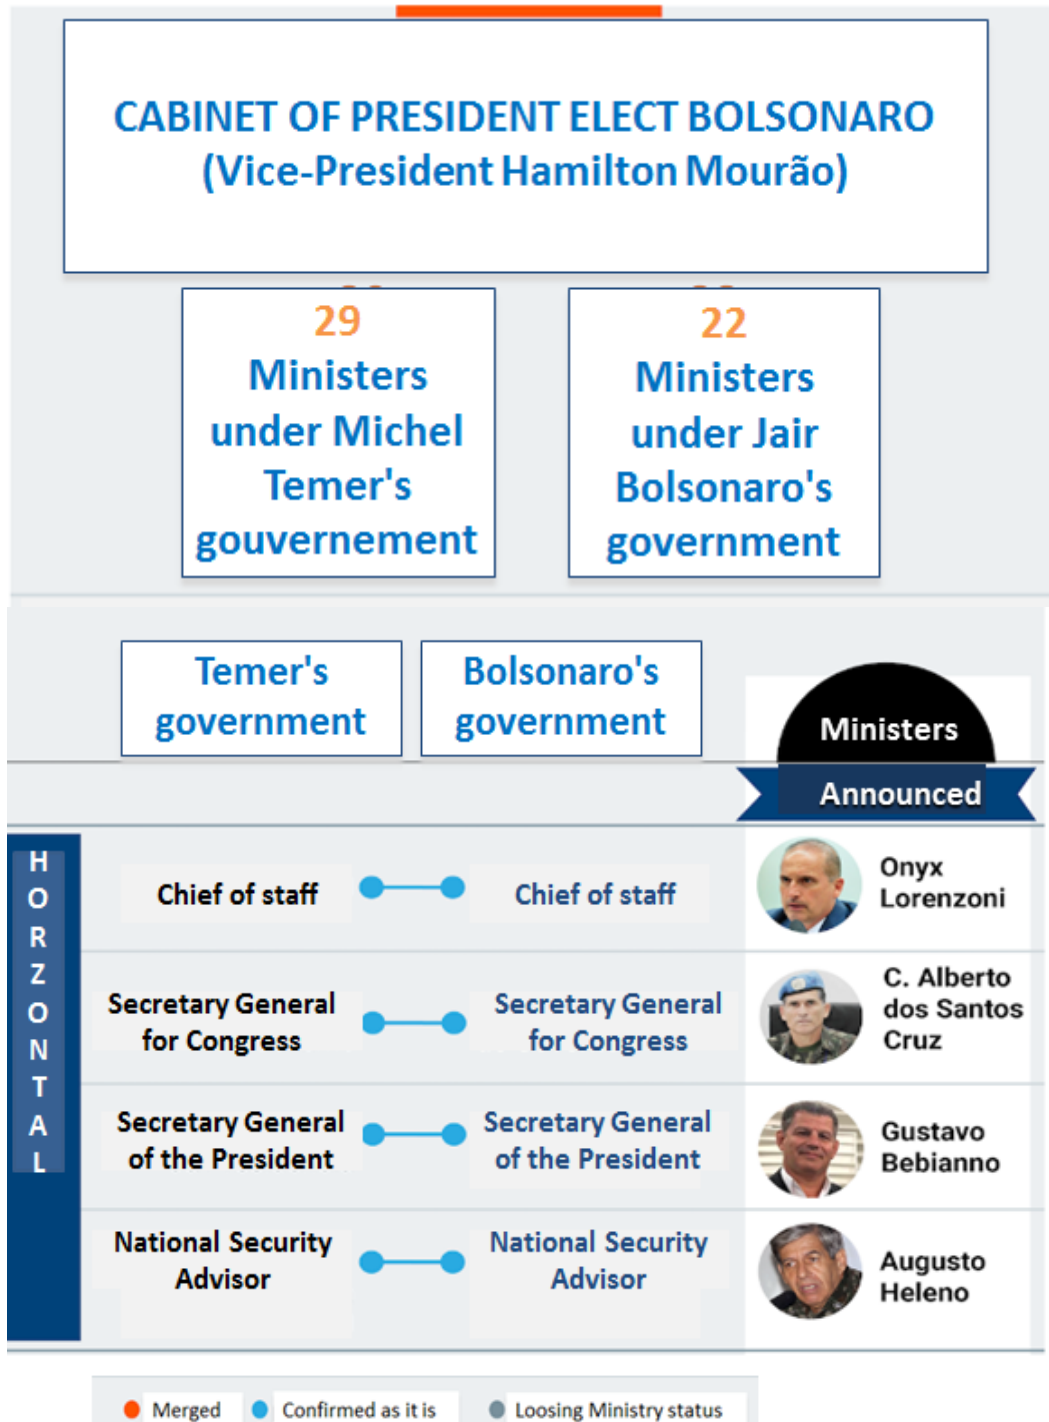 CABINET OF PRESIDENT ELECT BOLSONARO
(Vice-President Hamilton Mourão)
29
Ministers
under Michel
Temer's
gouvernement
22
Ministers
under Jair
Bolsonaro's
government
Temer's
government
Bolsonaro's
government
Ministers
Announced
H
O
R
Z
O
N
T
A
L
Chief of staff
Chief of staff
Onyx
Lorenzoni
Secretary General
for Congress
Secretary General
for Congress
C. Alberto
dos Santos
Cruz
Secretary General
of the President
Secretary General
of the President
Gustavo
Bebianno
National Security
Advisor
National Security
Advisor
Augusto
Heleno
Merged
Confirmed as it is
Loosing Ministry status